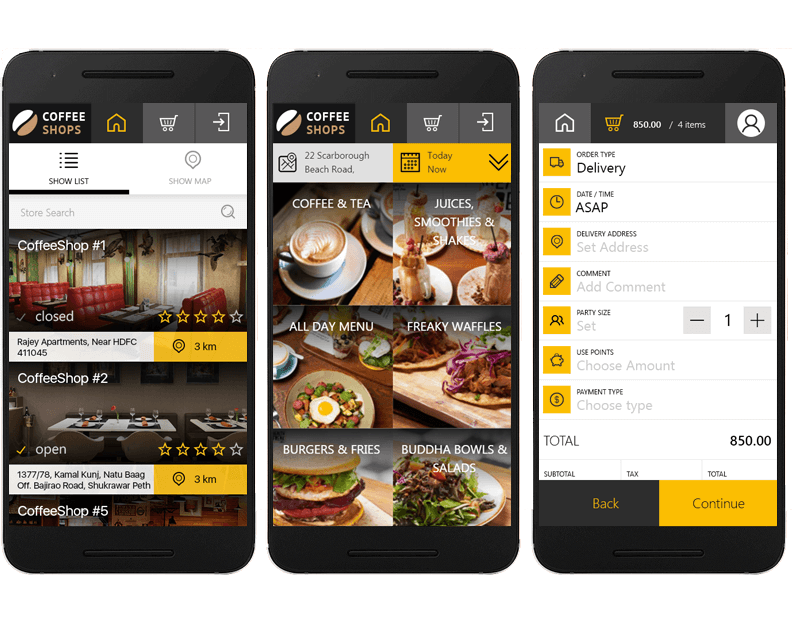 COFFEE
SHOPS
SHOW LIST
SHOW MAP
Store Search
CoffeeShop #1
closed
Rajey Apartments, Near HDFC
411045
3 km
CoffeeShop #2
open
1377/78, Kamal Kunj, Natu Baag
Off. Bajirao Road, Shukrawar Peth
3 km
CoffeeShop #5
COFFEE
SHOPS
22 Scarborough
Beach Road,
Today
Now
COFFEE & TEA
JUICES,
SMOOTHIES &
SHAKES
ALL DAY MENU
FREAKY WAFFLES
BURGERS & FRIES
BUDDHA BOWLS &
SALADS
850.00 / 4 items
ORDER TYPE
Delivery
DATE / TIME
ASAP
DELIVERY ADDRESS
Set Address
COMMENT
Add Comment
PARTY SIZE
Set
1
USE POINTS
Choose Amount
PAYMENT TYPE
Choose type
TOTAL
850.00
SUBTOTAL
TAX
TOTAL
Back
Continue